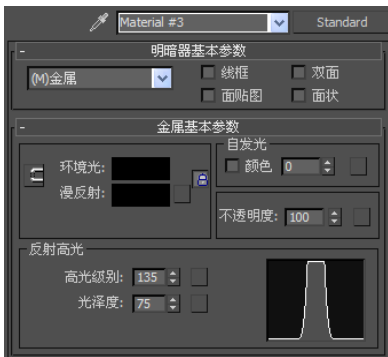 Material #3 Standard
- 明暗器基本参数
(M)金属 线框 双面
面贴图 面状
- 金属基本参数
自发光
环境光: 颜色 0
漫反射:
不透明度: 100
反射高光
高光级别: 135
光泽度: 75